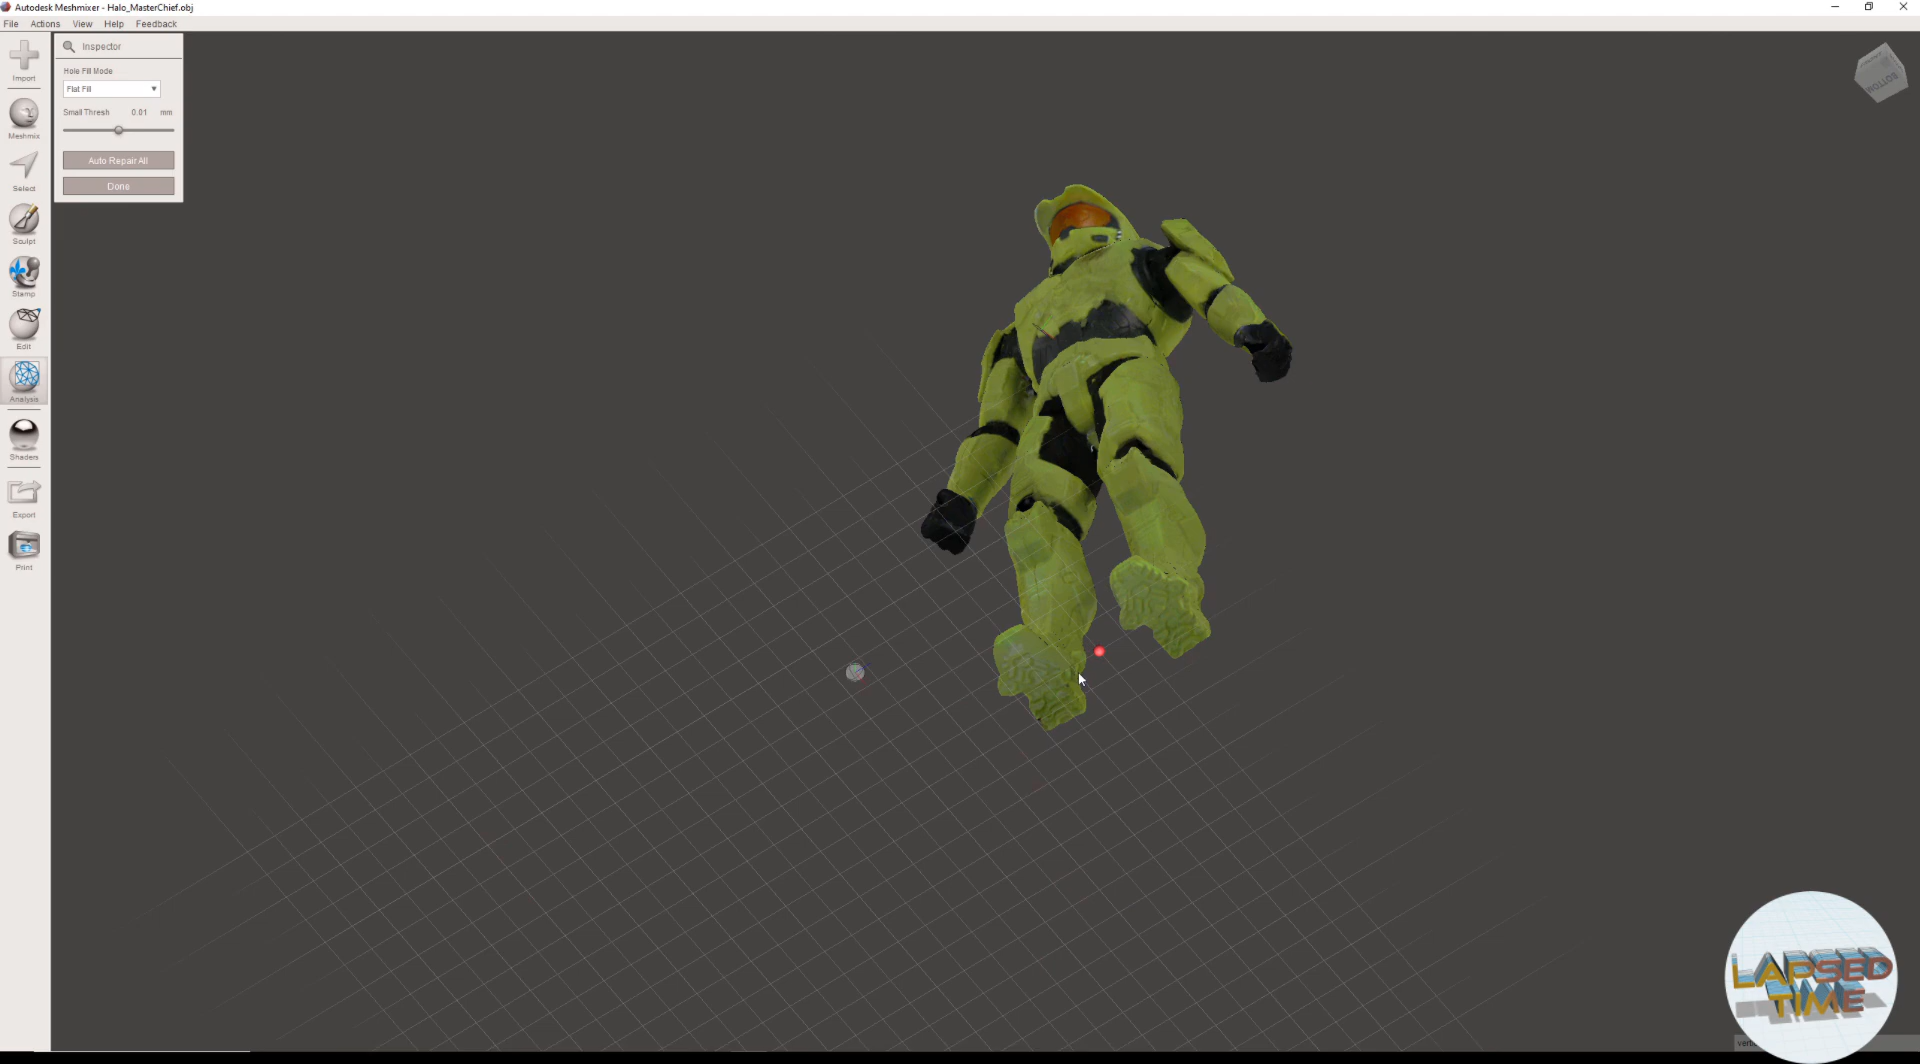 Autodesk Meshmixer - Halo_MasterChief.obj
File Actions View Help Feedback
Inspector
Import
Hole Fill Mode
Flat Fill
Small Thresh 0.01 mm
Meshmix
Auto Repair All
Select
Done
Sculpt
Stamp
Edit
Analysis
Shaders
Export
Print
BOTTOM
LAPSED
TIME